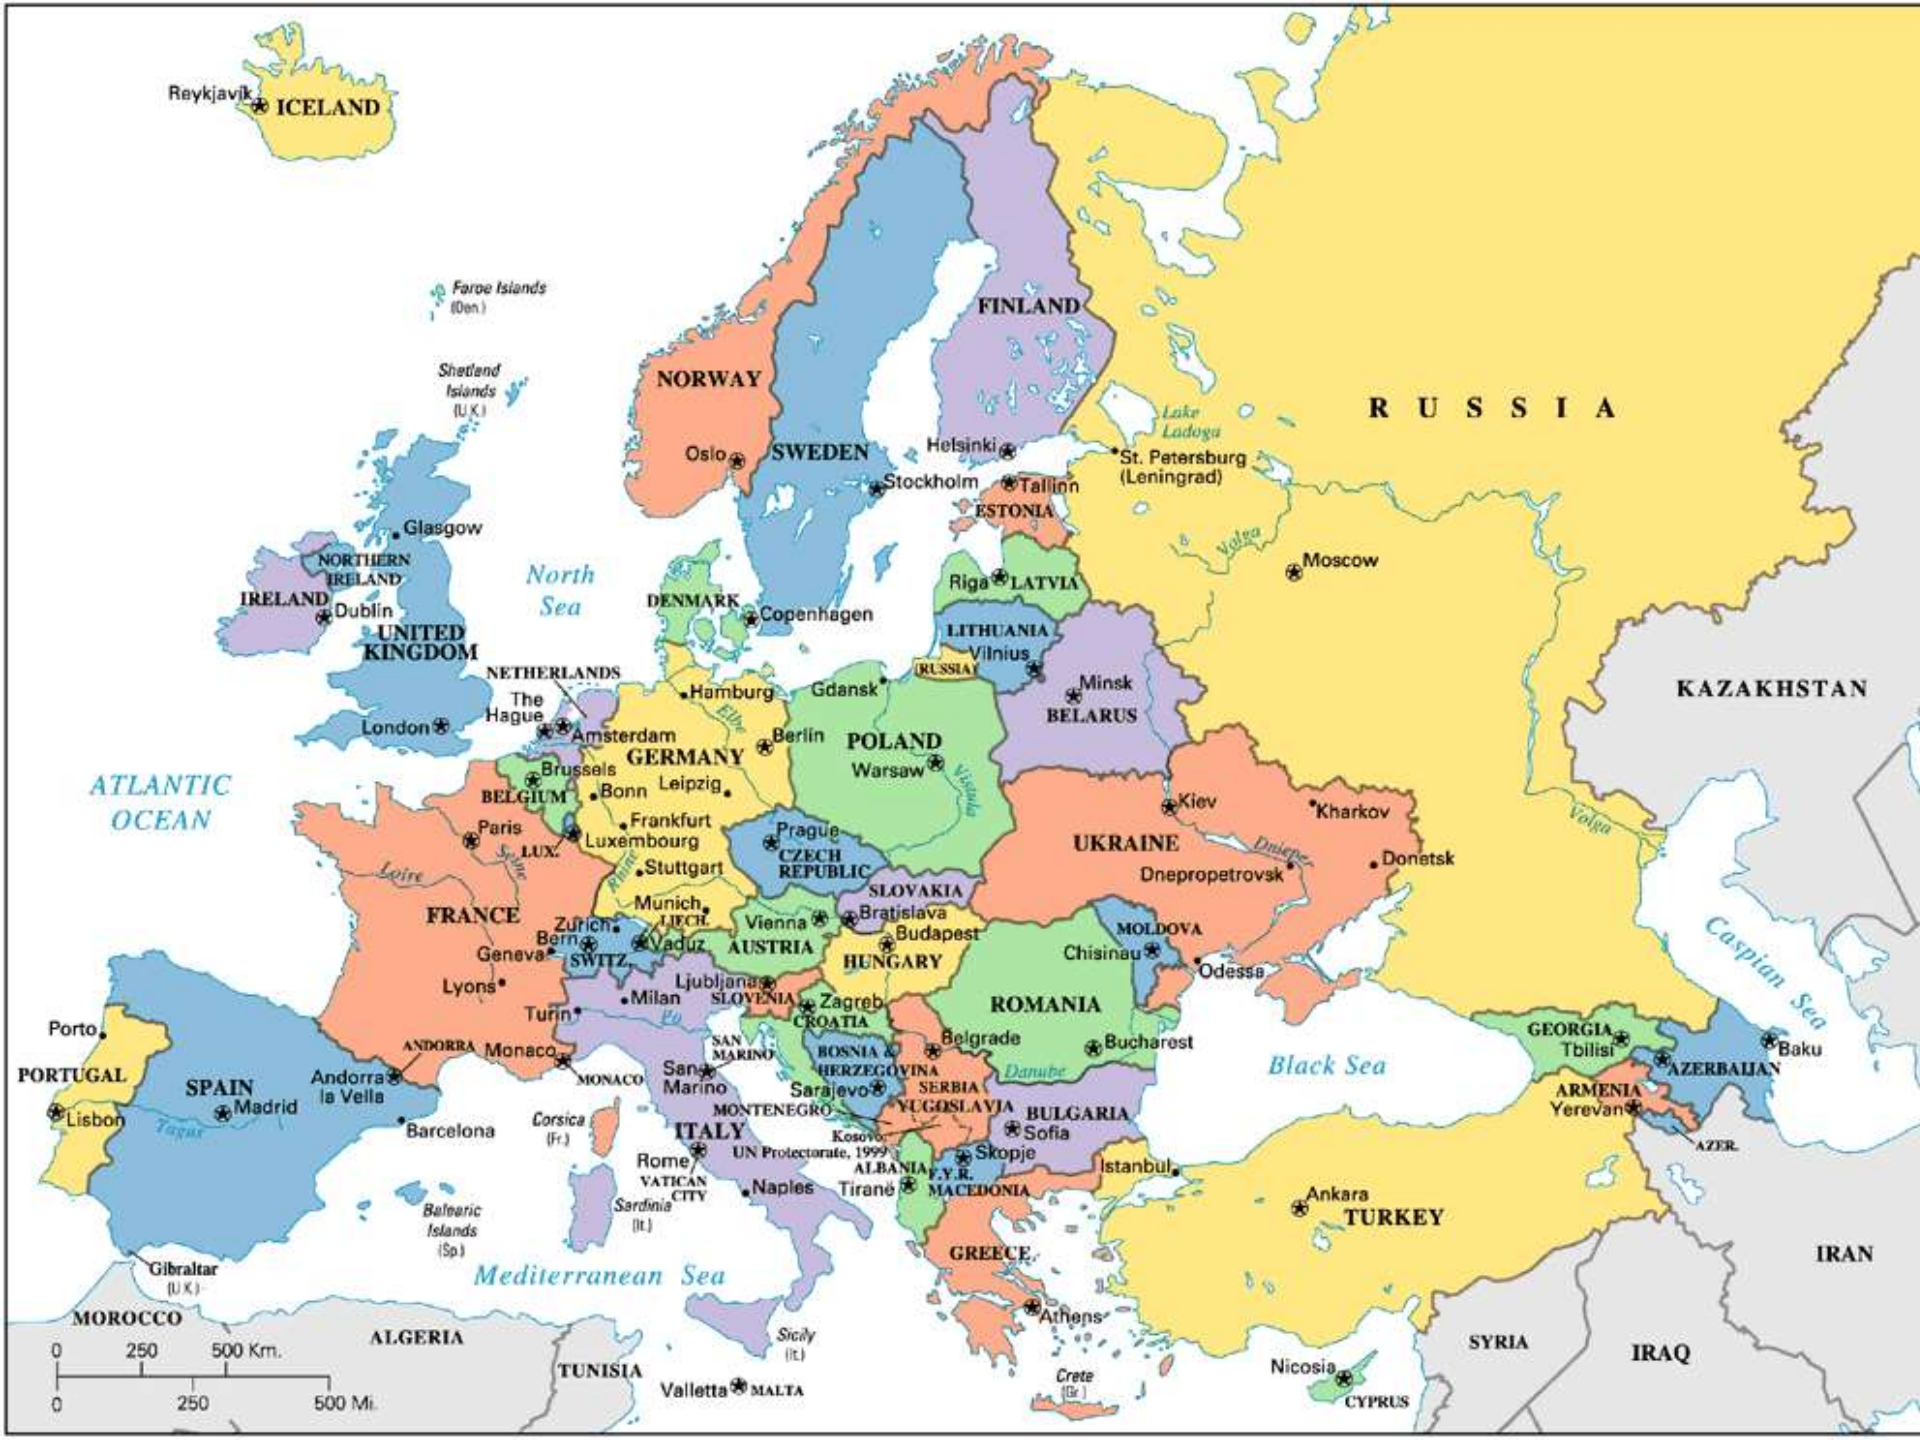 Reykjavík
ICELAND
Faroe Islands
(Den.)
Shetland
Islands
(U.K.)
FINLAND
NORWAY
Oslo
SWEDEN
Stockholm
Helsinki
Tallinn
ESTONIA
Lake
Ladoga
St. Petersburg
(Leningrad)
RUSSIA
Volga
Moscow
Riga
LATVIA
LITHUANIA
Vilnius
(RUSSIA)
Minsk
BELARUS
KAZAKHSTAN
Glasgow
NORTHERN
IRELAND
IRELAND
Dublin
UNITED
KINGDOM
London
North
Sea
DENMARK
Copenhagen
NETHERLANDS
The
Hague
Amsterdam
Hamburg
Elbe
Berlin
GERMANY
Leipzig
Bonn
Frankfurt
Stuttgart
Rhine
Munich
Brussels
BELGIUM
LUX.
Luxembourg
Gdansk
POLAND
Warsaw
Vistula
Prague
CZECH
REPUBLIC
SLOVAKIA
Bratislava
Kiev
Kharkov
UKRAINE
Dnieper
Dnepropetrovsk
Donetsk
Odessa
Volga
ATLANTIC
OCEAN
Paris
Seine
Loire
FRANCE
Lyons
Geneva
Bern
Zürich
SWITZ.
LIECH.
Vaduz
Vienna
AUSTRIA
Budapest
HUNGARY
MOLDOVA
Chisinau
ROMANIA
Bucharest
Danube
Caspian Sea
Ljubljana
SLOVENIA
Zagreb
CROATIA
Milan
Turin
Po
SAN
MARINO
San
Marino
Monaco
MONACO
ANDORRA
Andorra
la Vella
BOSNIA &
HERZEGOVINA
Sarajevo
Belgrade
SERBIA
YUGOSLAVIA
MONTENEGRO
Kosovo
UN Protectorate, 1999
BULGARIA
Sofia
Black Sea
GEORGIA
Tbilisi
Baku
AZERBAIJAN
ARMENIA
Yerevan
AZER.
Porto
PORTUGAL
Lisbon
SPAIN
Madrid
Tagus
Barcelona
Corsica
(Fr.)
ITALY
Rome
VATICAN
CITY
Naples
Sardinia
(It.)
ALBANIA
Tiranë
F.Y.R.
MACEDONIA
Skopje
Istanbul
Ankara
TURKEY
GREECE
Athens
Balearic
Islands
(Sp.)
Gibraltar
(U.K.)
Mediterranean Sea
Sicily
(It.)
Crete
(Gr.)
Nicosia
CYPRUS
Valletta
MALTA
MOROCCO
ALGERIA
TUNISIA
SYRIA
IRAQ
IRAN
0 250 500 Km.
0 250 500 Mi.